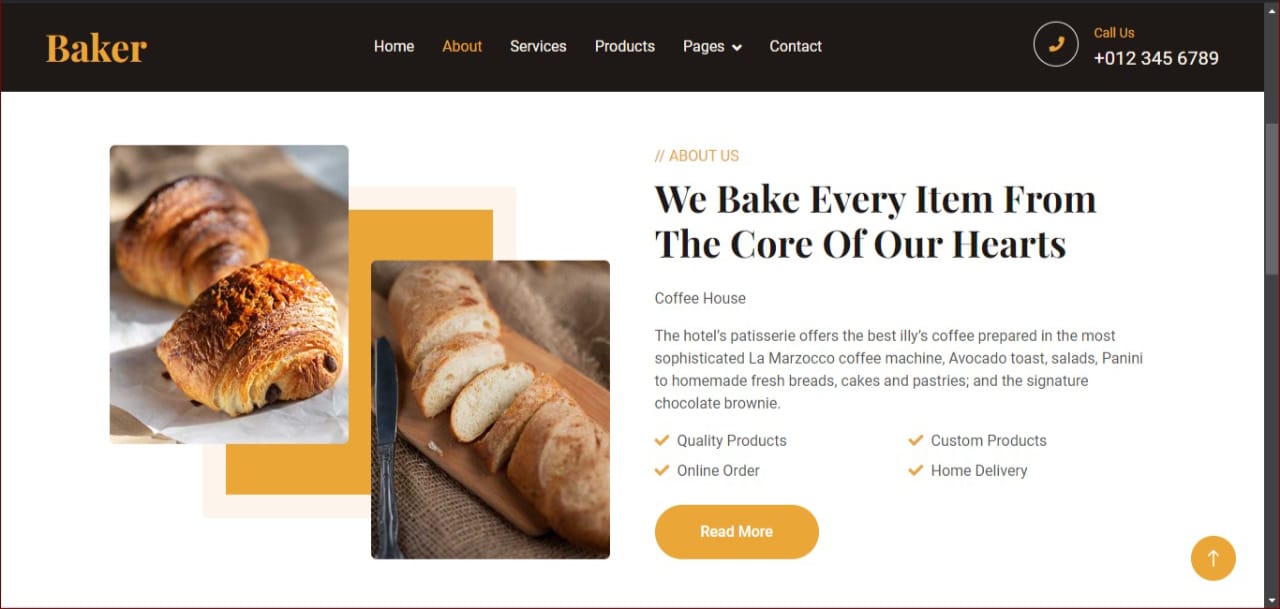 Baker
Home About Services Products Pages Contact
Call Us
+012 345 6789
// ABOUT US
We Bake Every Item From
The Core Of Our Hearts
Coffee House
The hotel's patisserie offers the best illy's coffee prepared in the most
sophisticated La Marzocco coffee machine, Avocado toast, salads, Panini
to homemade fresh breads, cakes and pastries; and the signature
chocolate brownie.
Quality Products Custom Products
Online Order Home Delivery
Read More